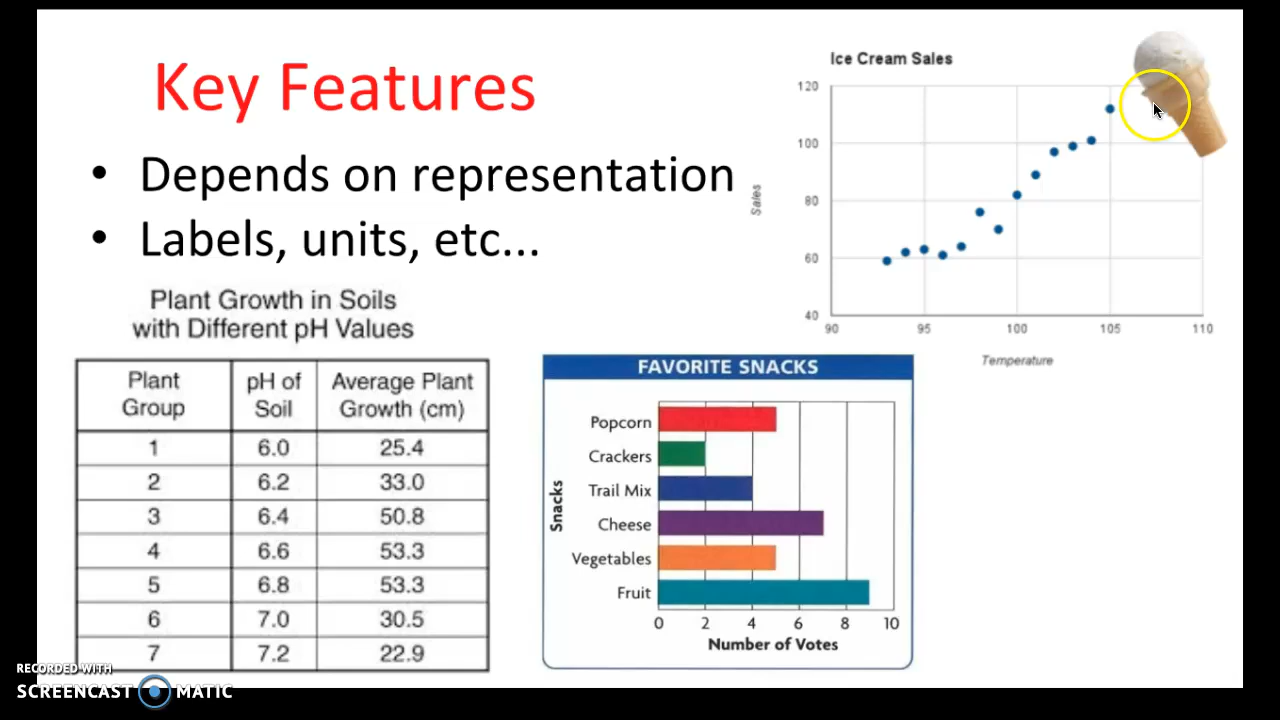 Key Features
• Depends on representation
• Labels, units, etc...
Ice Cream Sales
120
100
80
60
40
Sales
90 95 100 105 110
Temperature
Plant Growth in Soils
with Different pH Values
Plant Group pH of Soil Average Plant Growth (cm)
1 6.0 25.4
2 6.2 33.0
3 6.4 50.8
4 6.6 53.3
5 6.8 53.3
6 7.0 30.5
7 7.2 22.9
FAVORITE SNACKS
Snacks
Popcorn
Crackers
Trail Mix
Cheese
Vegetables
Fruit
0 2 4 6 8 10
Number of Votes
RECORDED WITH
SCREENCAST MATIC